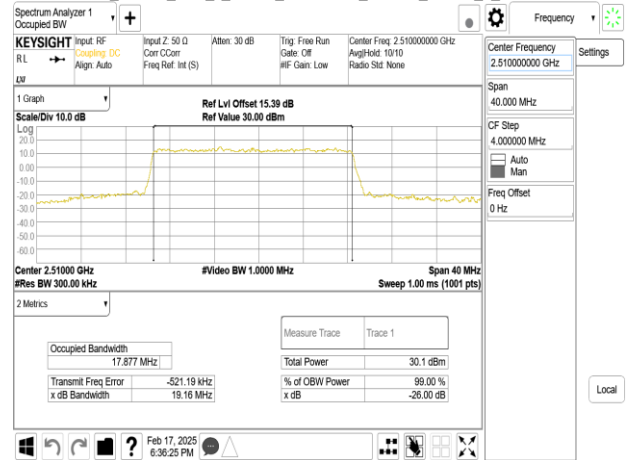 Spectrum Analyzer 1
Occupied BW
Frequency
KEYSIGHT
RL
Input: RF
Coupling: DC
Align: Auto
Input Z: 50 Ω
Corr CCorr
Freq Ref: Int (S)
Atten: 30 dB
Trig: Free Run
Gate: Off
#IF Gain: Low
Center Freq: 2.510000000 GHz
Avg|Hold: 10/10
Radio Std: None
Center Frequency
2.510000000 GHz
Settings
Span
40.000 MHz
CF Step
4.000000 MHz
Auto
Man
Freq Offset
0 Hz
Local
1 Graph
Scale/Div 10.0 dB
Ref Lvl Offset 15.39 dB
Ref Value 30.00 dBm
Log
20.0
10.0
0.00
-10.0
-20.0
-30.0
-40.0
-50.0
-60.0
Center 2.51000 GHz
#Video BW 1.0000 MHz
Span 40 MHz
#Res BW 300.00 kHz
Sweep 1.00 ms (1001 pts)
2 Metrics
Measure Trace
Trace 1
Occupied Bandwidth
17.877 MHz
Total Power
30.1 dBm
Transmit Freq Error
-521.19 kHz
% of OBW Power
99.00 %
x dB Bandwidth
19.16 MHz
x dB
-26.00 dB
?
Feb 17, 2025
6:36:25 PM